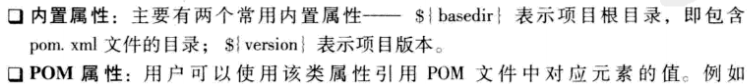 □ 内置属性：主要有两个常用内置属性—— ${basedir} 表示项目根目录，即包含
pom. xml 文件的目录；${version} 表示项目版本。
□ POM 属性：用户可以使用该类属性引用 POM 文件中对应元素的值。例如